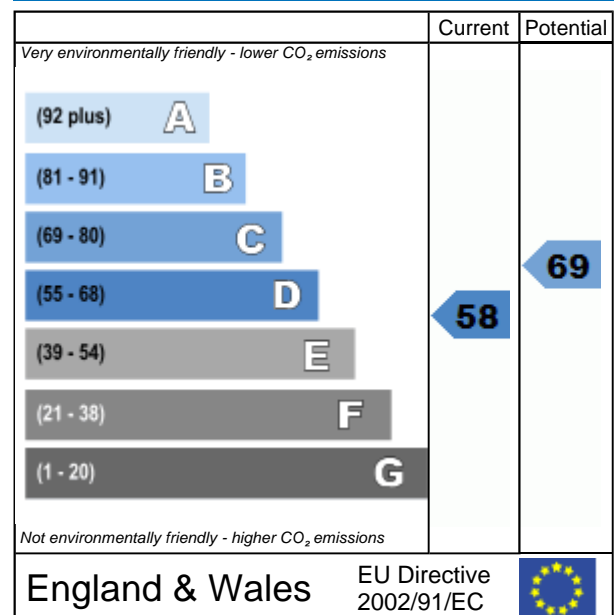 Current Potential
Very environmentally friendly - lower CO₂ emissions
(92 plus) A
(81 - 91) B
(69 - 80) C
(55 - 68) D
(39 - 54) E
(21 - 38) F
(1 - 20) G
58
69
Not environmentally friendly - higher CO₂ emissions
England & Wales
EU Directive
2002/91/EC